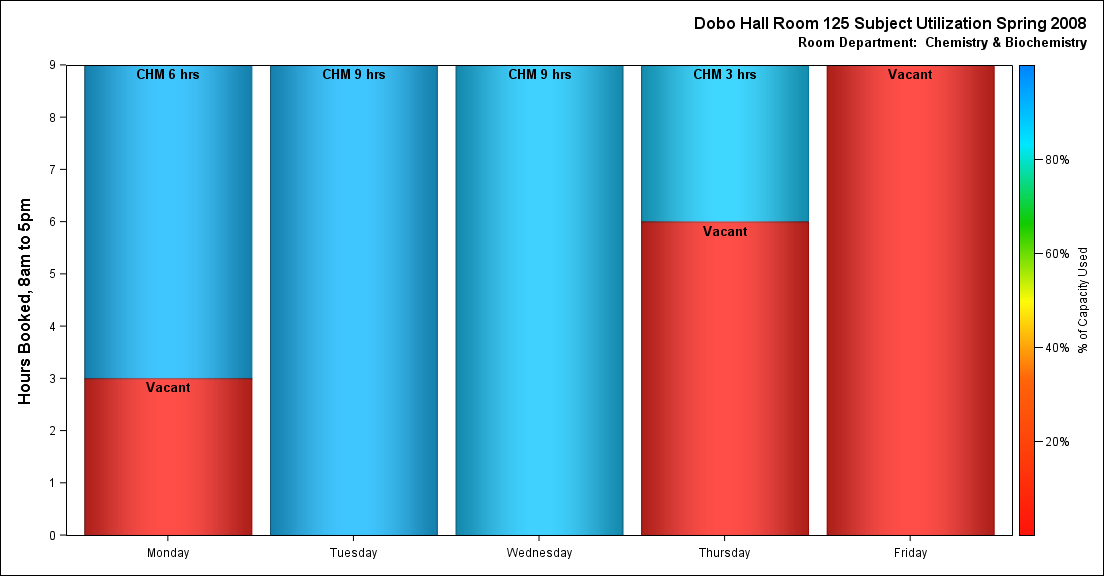 Dobo Hall Room 125 Subject Utilization Spring 2008
Room Department:  Chemistry & Biochemistry
Hours Booked, 8am to 5pm
9
8
7
6
5
4
3
2
1
0
CHM 6 hrs
Vacant
CHM 9 hrs
CHM 9 hrs
CHM 3 hrs
Vacant
Vacant
Monday
Tuesday
Wednesday
Thursday
Friday
80%
60%
40%
20%
% of Capacity Used